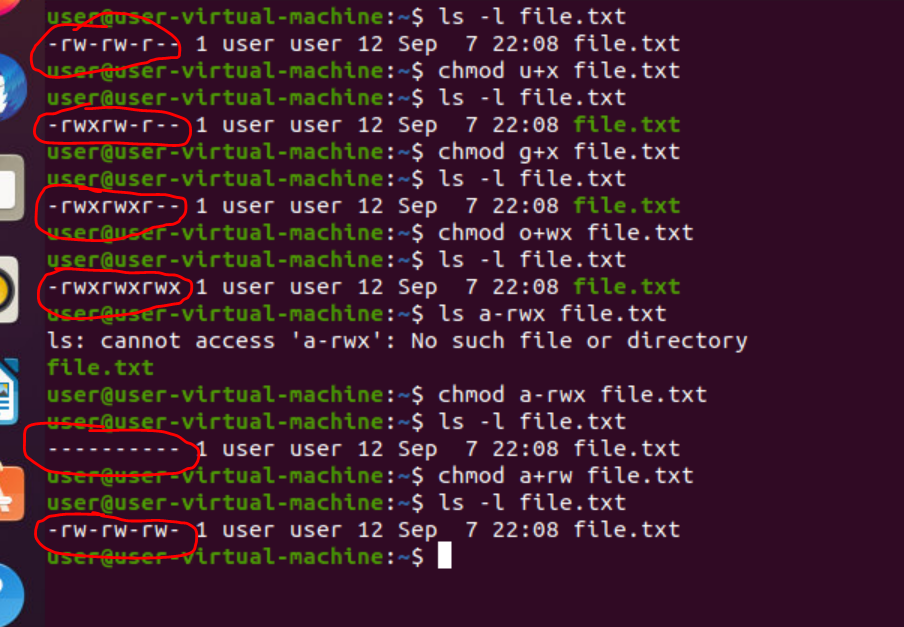 user@user-virtual-machine:~$ ls -l file.txt
-rw-rw-r-- 1 user user 12 Sep  7 22:08 file.txt
user@user-virtual-machine:~$ chmod u+x file.txt
user@user-virtual-machine:~$ ls -l file.txt
-rwxrw-r-- 1 user user 12 Sep  7 22:08 file.txt
user@user-virtual-machine:~$ chmod g+x file.txt
user@user-virtual-machine:~$ ls -l file.txt
-rwxrwxr-- 1 user user 12 Sep  7 22:08 file.txt
user@user-virtual-machine:~$ chmod o+wx file.txt
user@user-virtual-machine:~$ ls -l file.txt
-rwxrwxrwx 1 user user 12 Sep  7 22:08 file.txt
user@user-virtual-machine:~$ ls a-rwx file.txt
ls: cannot access 'a-rwx': No such file or directory
file.txt
user@user-virtual-machine:~$ chmod a-rwx file.txt
user@user-virtual-machine:~$ ls -l file.txt
---------- 1 user user 12 Sep  7 22:08 file.txt
user@user-virtual-machine:~$ chmod a+rw file.txt
user@user-virtual-machine:~$ ls -l file.txt
-rw-rw-rw- 1 user user 12 Sep  7 22:08 file.txt
user@user-virtual-machine:~$